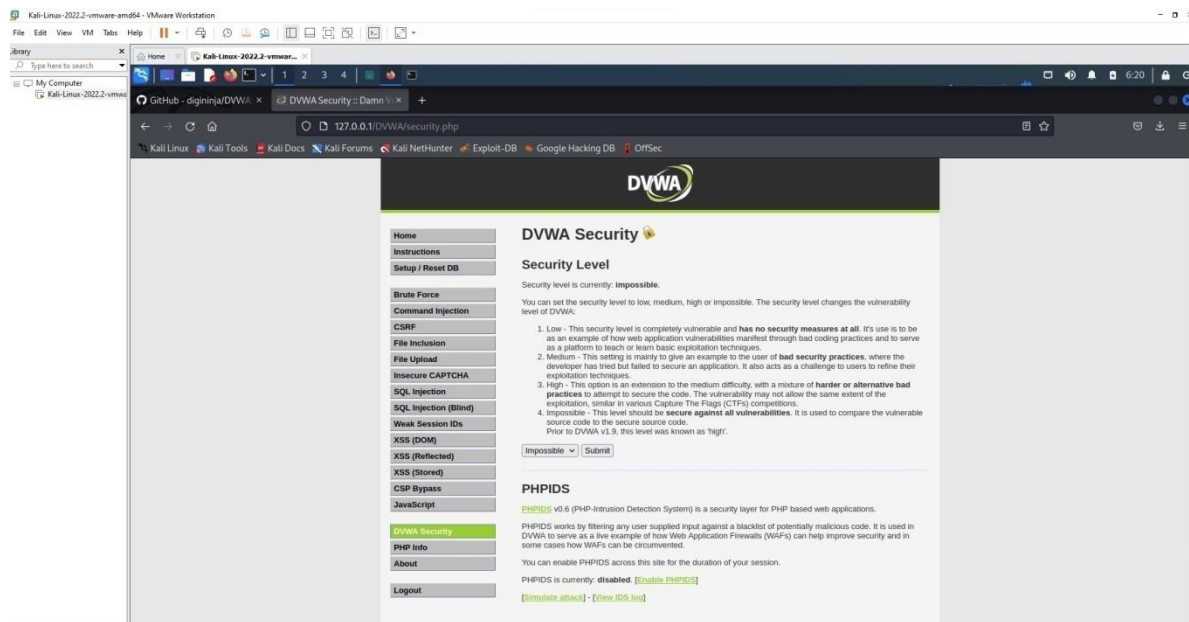 Kali-Linux-2022.2-vmware-amd64 - VMware Workstation
File Edit View VM Tabs Help
Library
Home
Kali-Linux-2022.2-vmwar...
Type here to search
My Computer
Kali-Linux-2022.2-vmwa
1 2 3 4
6:20
GitHub - digininja/DVWA:
DVWA Security :: Damn V
127.0.0.1/DVWA/security.php
Kali Linux Kali Tools Kali Docs Kali Forums Kali NetHunter Exploit-DB Google Hacking DB OffSec
DVWA
Home
Instructions
Setup / Reset DB
Brute Force
Command Injection
CSRF
File Inclusion
File Upload
Insecure CAPTCHA
SQL Injection
SQL Injection (Blind)
Weak Session IDs
XSS (DOM)
XSS (Reflected)
XSS (Stored)
CSP Bypass
JavaScript
DVWA Security
PHP Info
About
Logout
DVWA Security
Security Level
Security level is currently: impossible.
You can set the security level to low, medium, high or impossible. The security level changes the vulnerability
level of DVWA:
1. Low - This security level is completely vulnerable and has no security measures at all. It's use is to be
as an example of how web application vulnerabilities manifest through bad coding practices and to serve
as a platform to teach or learn basic exploitation techniques.
2. Medium - This setting is mainly to give an example to the user of bad security practices, where the
developer has tried but failed to secure an application. It also acts as a challenge to users to refine their
exploitation techniques.
3. High - This option is an extension to the medium difficulty, with a mixture of harder or alternative bad
practices to attempt to secure the code. The vulnerability may not allow the same extent of the
exploitation, similar in various Capture The Flags (CTFs) competitions.
4. Impossible - This level should be secure against all vulnerabilities. It is used to compare the vulnerable
source code to the secure source code.
Prior to DVWA v1.9, this level was known as 'high'.
Impossible Submit
PHPIDS
PHPIDS v0.6 (PHP-Intrusion Detection System) is a security layer for PHP based web applications.
PHPIDS works by filtering any user supplied input against a blacklist of potentially malicious code. It is used in
DVWA to serve as a live example of how Web Application Firewalls (WAFs) can help improve security and in
some cases how WAFs can be circumvented.
You can enable PHPIDS across this site for the duration of your session.
PHPIDS is currently: disabled. [Enable PHPIDS]
[Simulate attack] - [View IDS log]